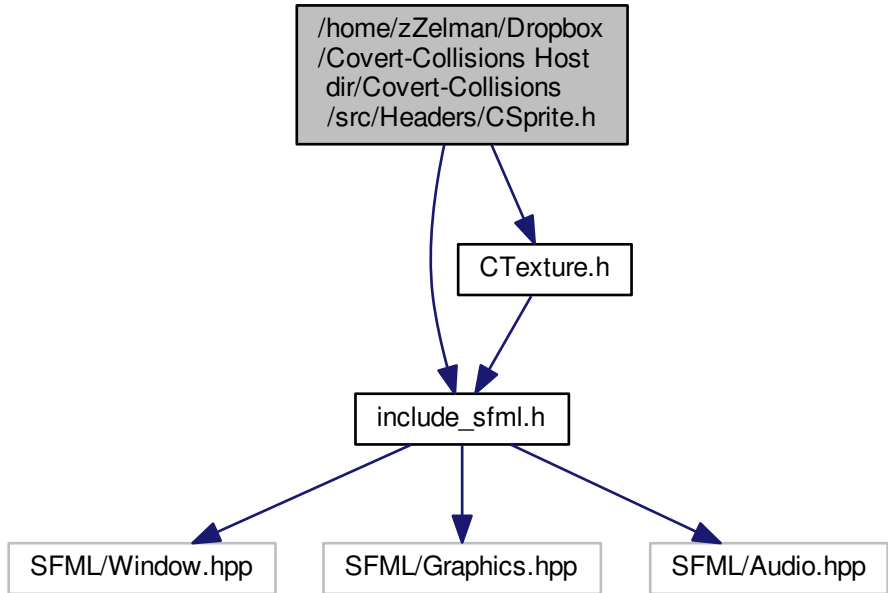 /home/zZelman/Dropbox
/Covert-Collisions Host
dir/Covert-Collisions
/src/Headers/CSprite.h
CTexture.h
include_sfml.h
SFML/Window.hpp
SFML/Graphics.hpp
SFML/Audio.hpp